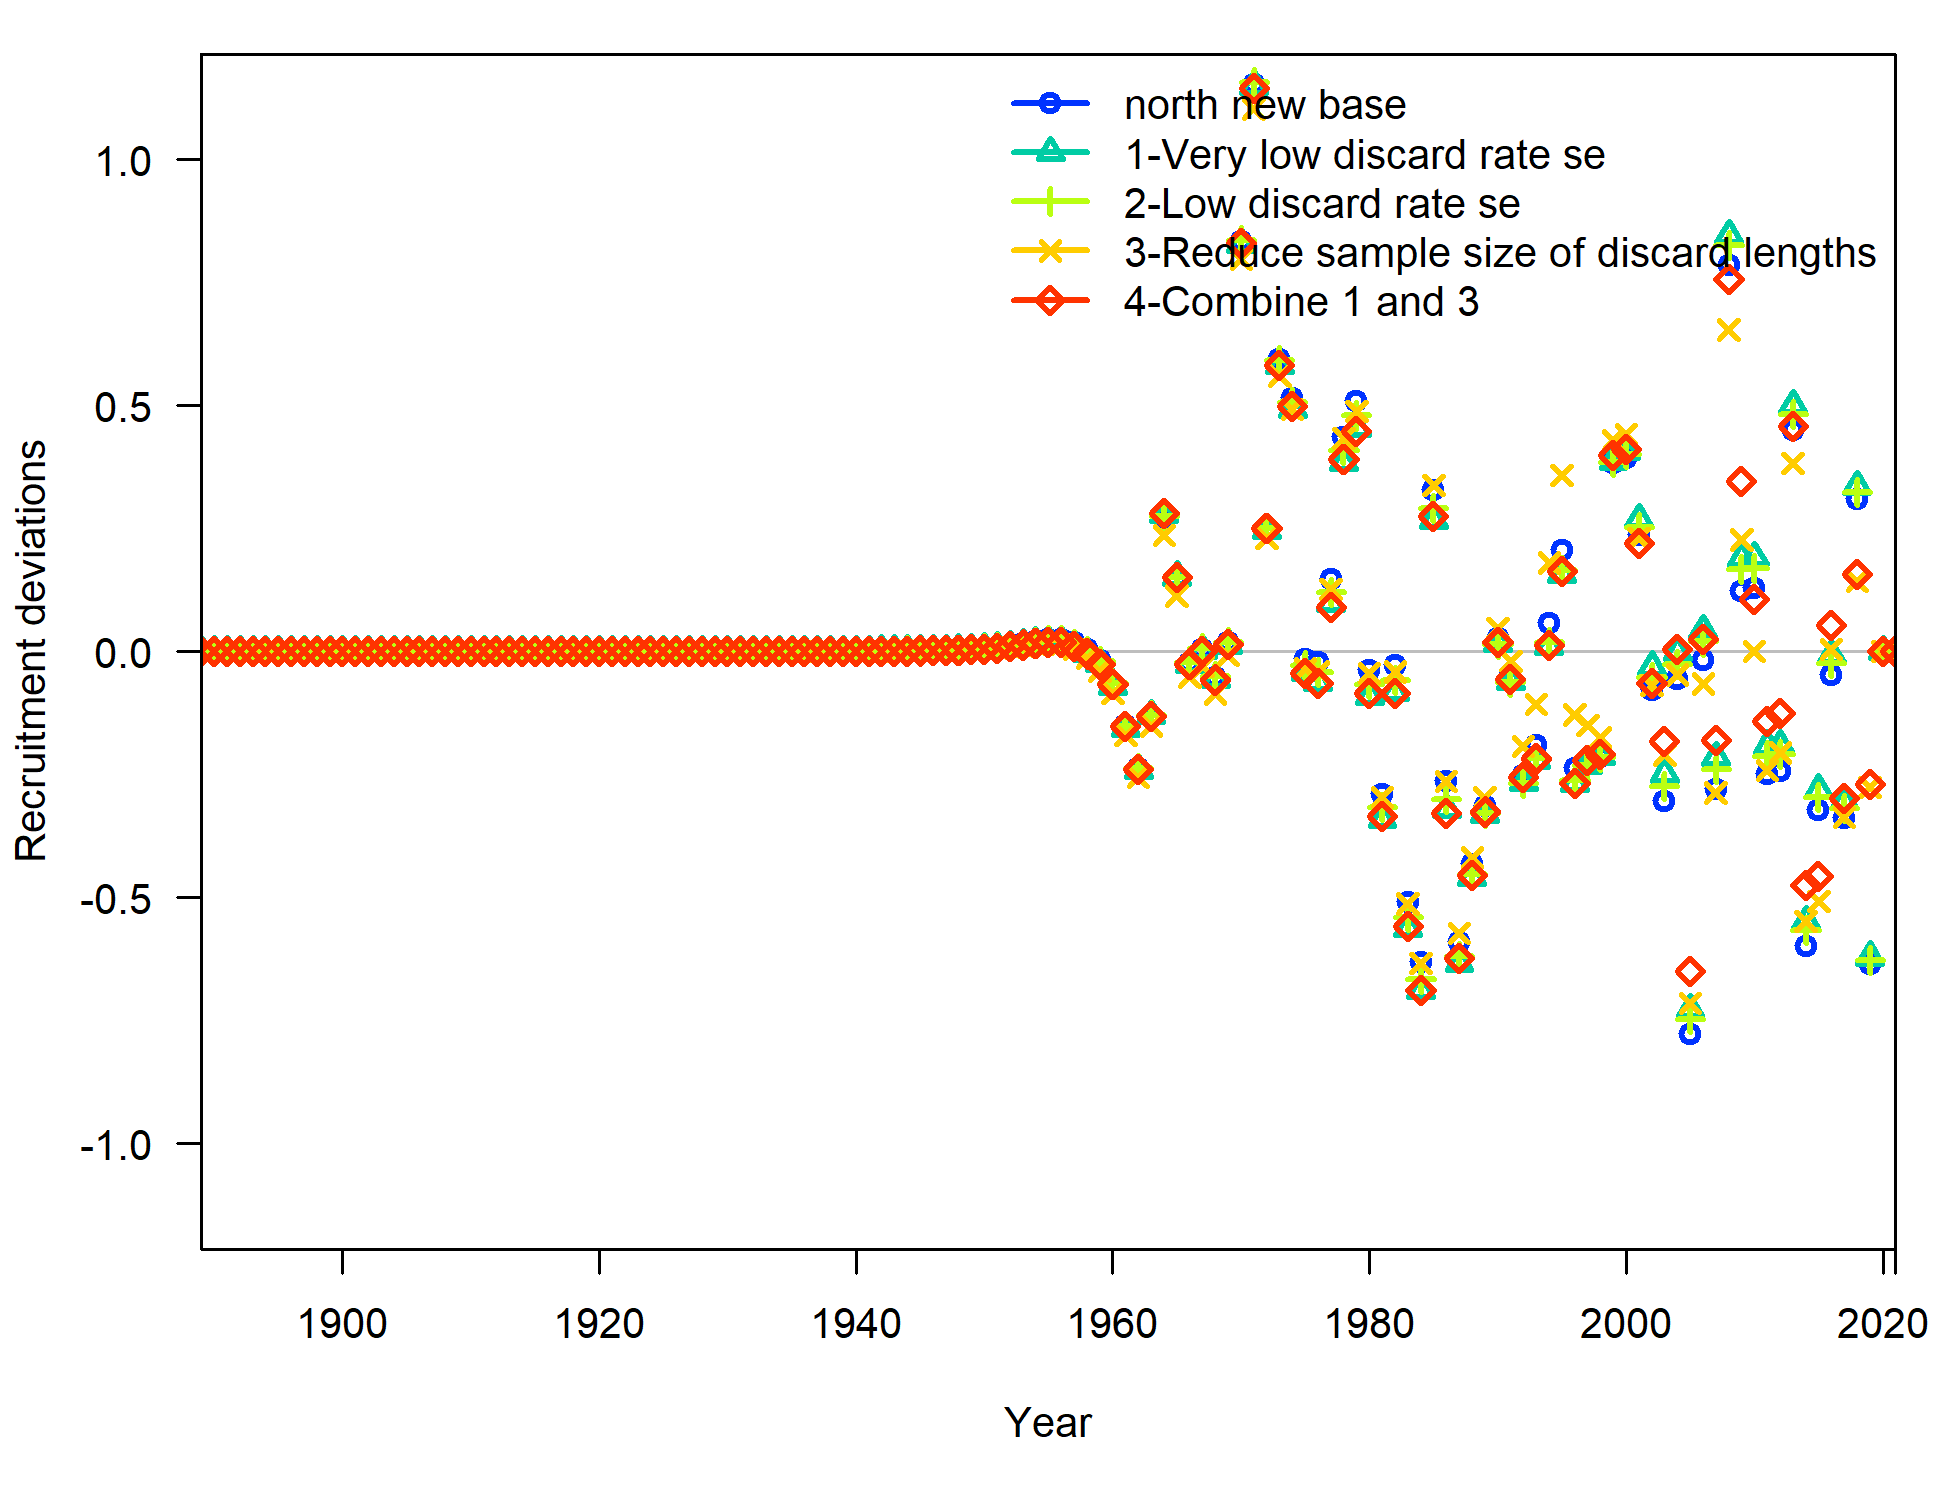 north new base
1-Very low discard rate se
2-Low discard rate se
3-Reduce sample size of discard lengths
4-Combine 1 and 3
1.0
0.5
0.0
-0.5
-1.0
Recruitment deviations
1900 1920 1940 1960 1980 2000 2020
Year